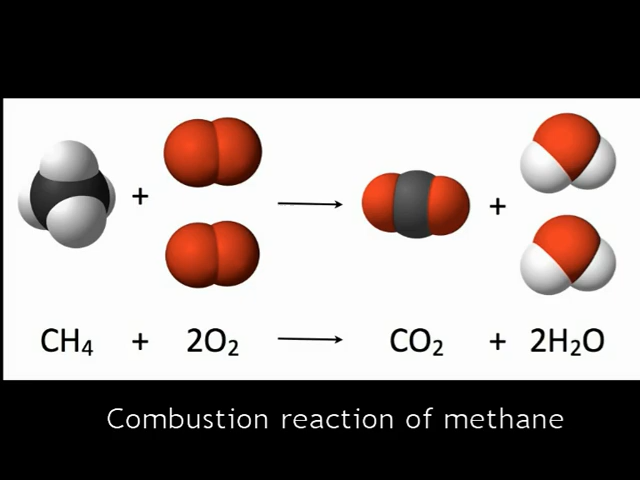 + +
CH₄ + 2O₂ ⟶ CO₂ + 2H₂O
Combustion reaction of methane